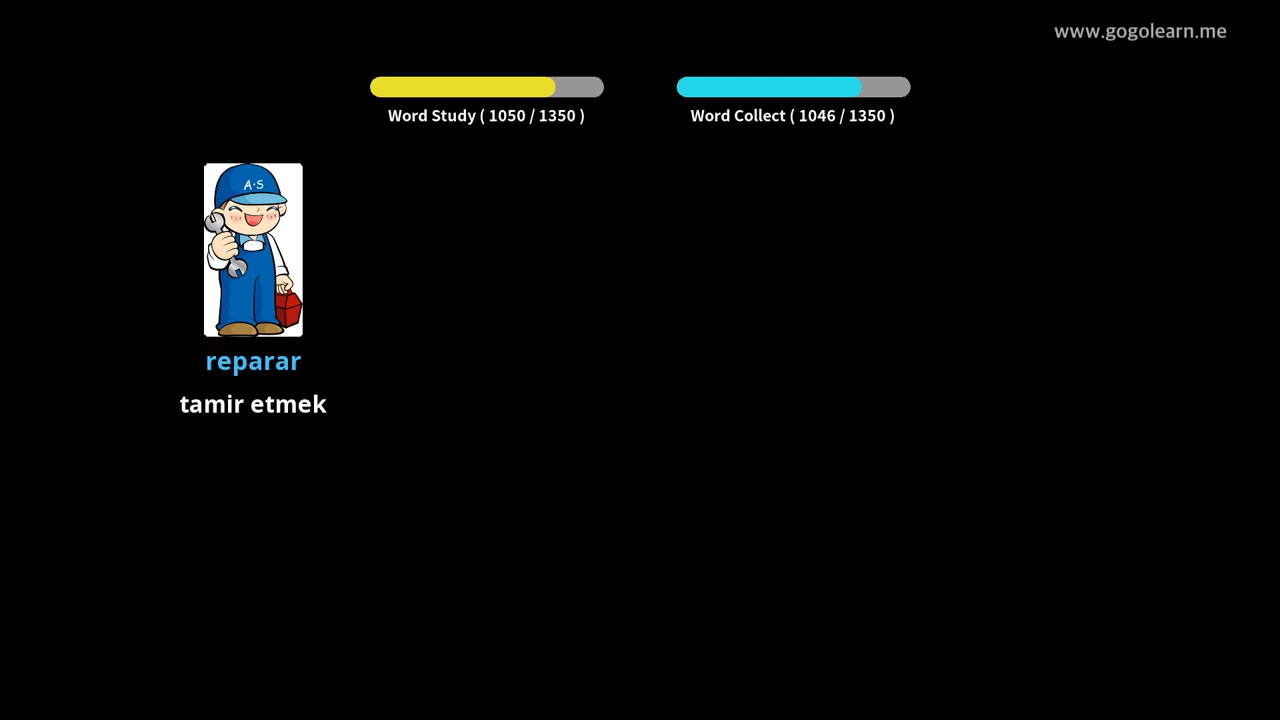 www.gogolearn.me
Word Study ( 1050 / 1350 )
Word Collect ( 1046 / 1350 )
A·S
reparar
tamir etmek